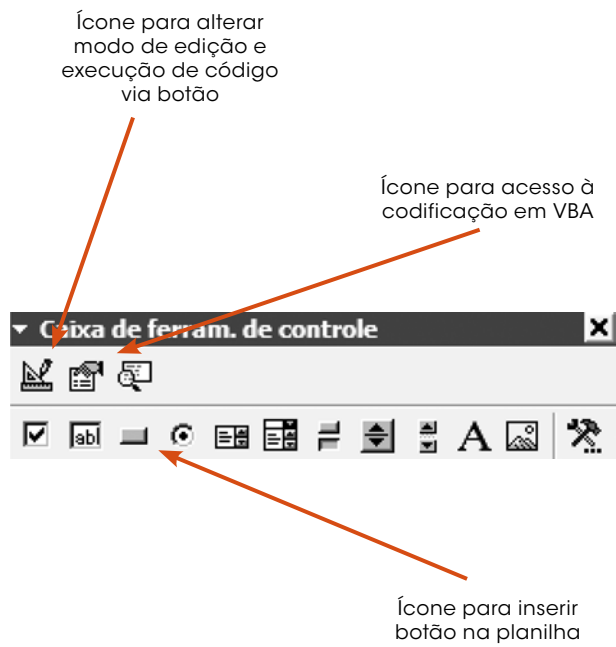 Ícone para alterar
modo de edição e
execução de código
via botão
Ícone para acesso à
codificação em VBA
Caixa de ferram. de controle
abl
A
Ícone para inserir
botão na planilha